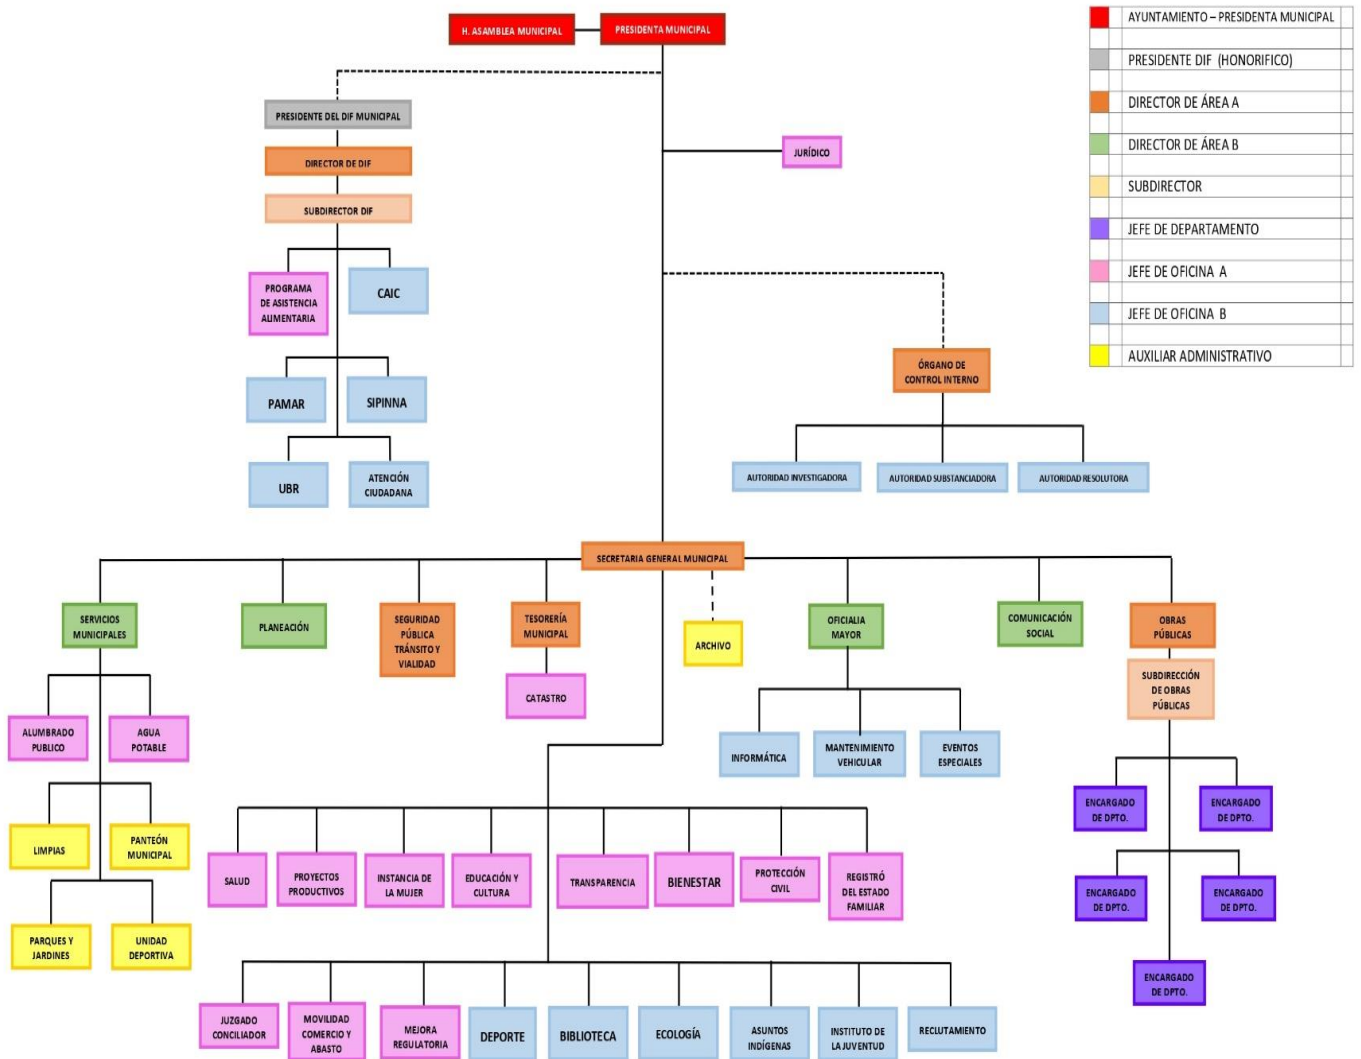 H. ASAMBLEA MUNICIPAL
PRESIDENTA MUNICIPAL
AYUNTAMIENTO – PRESIDENTA MUNICIPAL
PRESIDENTE DIF (HONORIFICO)
DIRECTOR DE ÁREA A
DIRECTOR DE ÁREA B
SUBDIRECTOR
JEFE DE DEPARTAMENTO
JEFE DE OFICINA A
JEFE DE OFICINA B
AUXILIAR ADMINISTRATIVO
PRESIDENTE DEL DIF MUNICIPAL
DIRECTOR DE DIF
SUBDIRECTOR DIF
JURÍDICO
PROGRAMA
DE ASISTENCIA
ALIMENTARIA
CAIC
PAMAR
SIPINNA
UBR
ATENCIÓN
CIUDADANA
ÓRGANO DE
CONTROL INTERNO
AUTORIDAD INVESTIGADORA
AUTORIDAD SUBSTANCIADORA
AUTORIDAD RESOLUTORA
SECRETARIA GENERAL MUNICIPAL
SERVICIOS
MUNICIPALES
PLANEACIÓN
SEGURIDAD
PÚBLICA
TRÁNSITO Y
VIALIDAD
TESORERÍA
MUNICIPAL
ARCHIVO
OFICIALIA
MAYOR
COMUNICACIÓN
SOCIAL
OBRAS
PÚBLICAS
CATASTRO
SUBDIRECCIÓN
DE OBRAS
PÚBLICAS
ALUMBRADO
PUBLICO
AGUA
POTABLE
INFORMÁTICA
MANTENIMIENTO
VEHICULAR
EVENTOS
ESPECIALES
LIMPIAS
PANTEÓN
MUNICIPAL
PARQUES Y
JARDINES
UNIDAD
DEPORTIVA
ENCARGADO
DE DPTO.
ENCARGADO
DE DPTO.
ENCARGADO
DE DPTO.
ENCARGADO
DE DPTO.
ENCARGADO
DE DPTO.
SALUD
PROYECTOS
PRODUCTIVOS
INSTANCIA DE
LA MUJER
EDUCACIÓN Y
CULTURA
TRANSPARENCIA
BIENESTAR
PROTECCIÓN
CIVIL
REGISTRÓ
DEL ESTADO
FAMILIAR
JUZGADO
CONCILIADOR
MOVILIDAD
COMERCIO Y
ABASTO
MEJORA
REGULATORIA
DEPORTE
BIBLIOTECA
ECOLOGÍA
ASUNTOS
INDÍGENAS
INSTITUTO DE
LA JUVENTUD
RECLUTAMIENTO